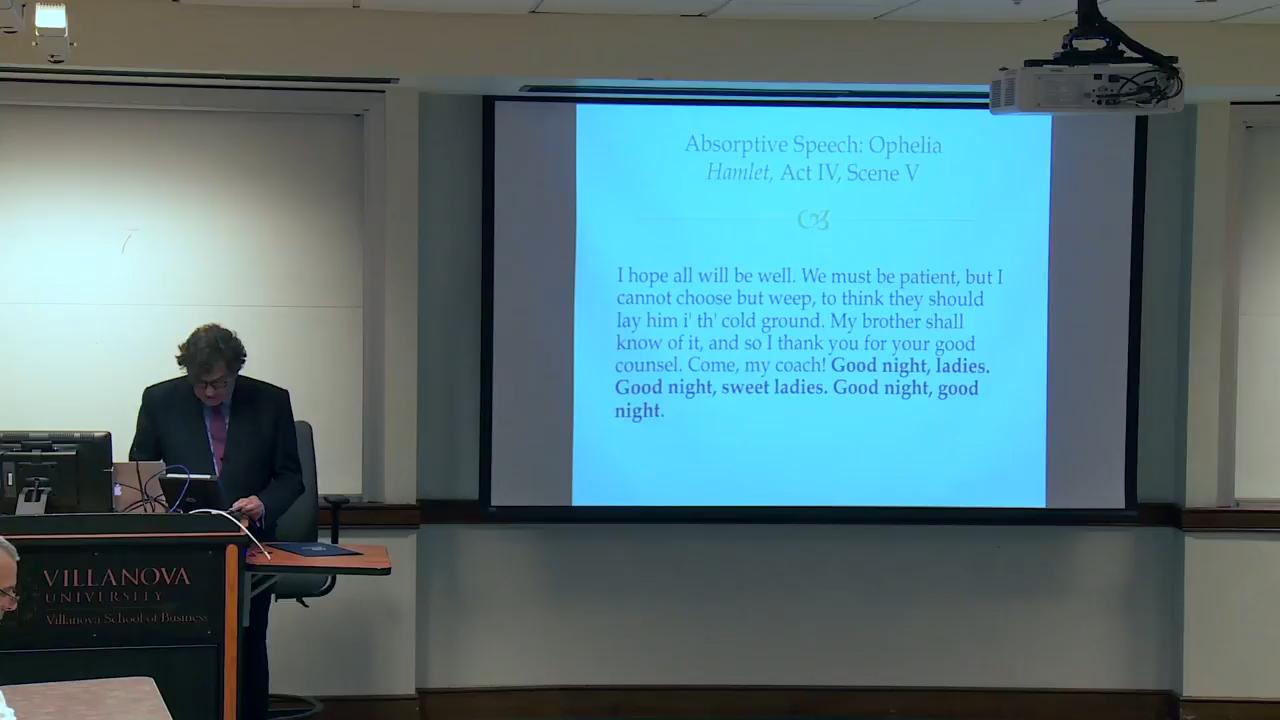 Absorptive Speech: Ophelia
Hamlet, Act IV, Scene V
I hope all will be well. We must be patient, but I
cannot choose but weep, to think they should
lay him i' th' cold ground. My brother shall
know of it, and so I thank you for your good
counsel. Come, my coach! Good night, ladies.
Good night, sweet ladies. Good night, good
night.
VILLANOVA
UNIVERSITY
Villanova School of Business